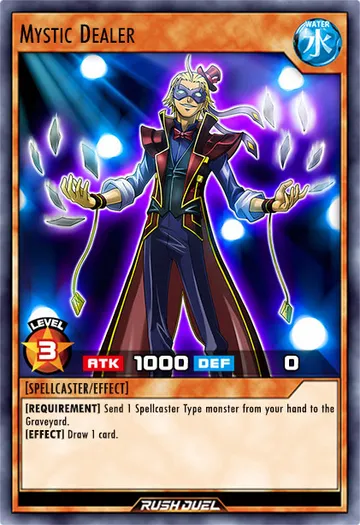 MYSTIC DEALER
WATER
水
LEVEL
3
ATK 1000 DEF 0
[SPELLCASTER/EFFECT]
[REQUIREMENT] Send 1 Spellcaster Type monster from your hand to the
Graveyard.
[EFFECT] Draw 1 card.
RUSH DUEL